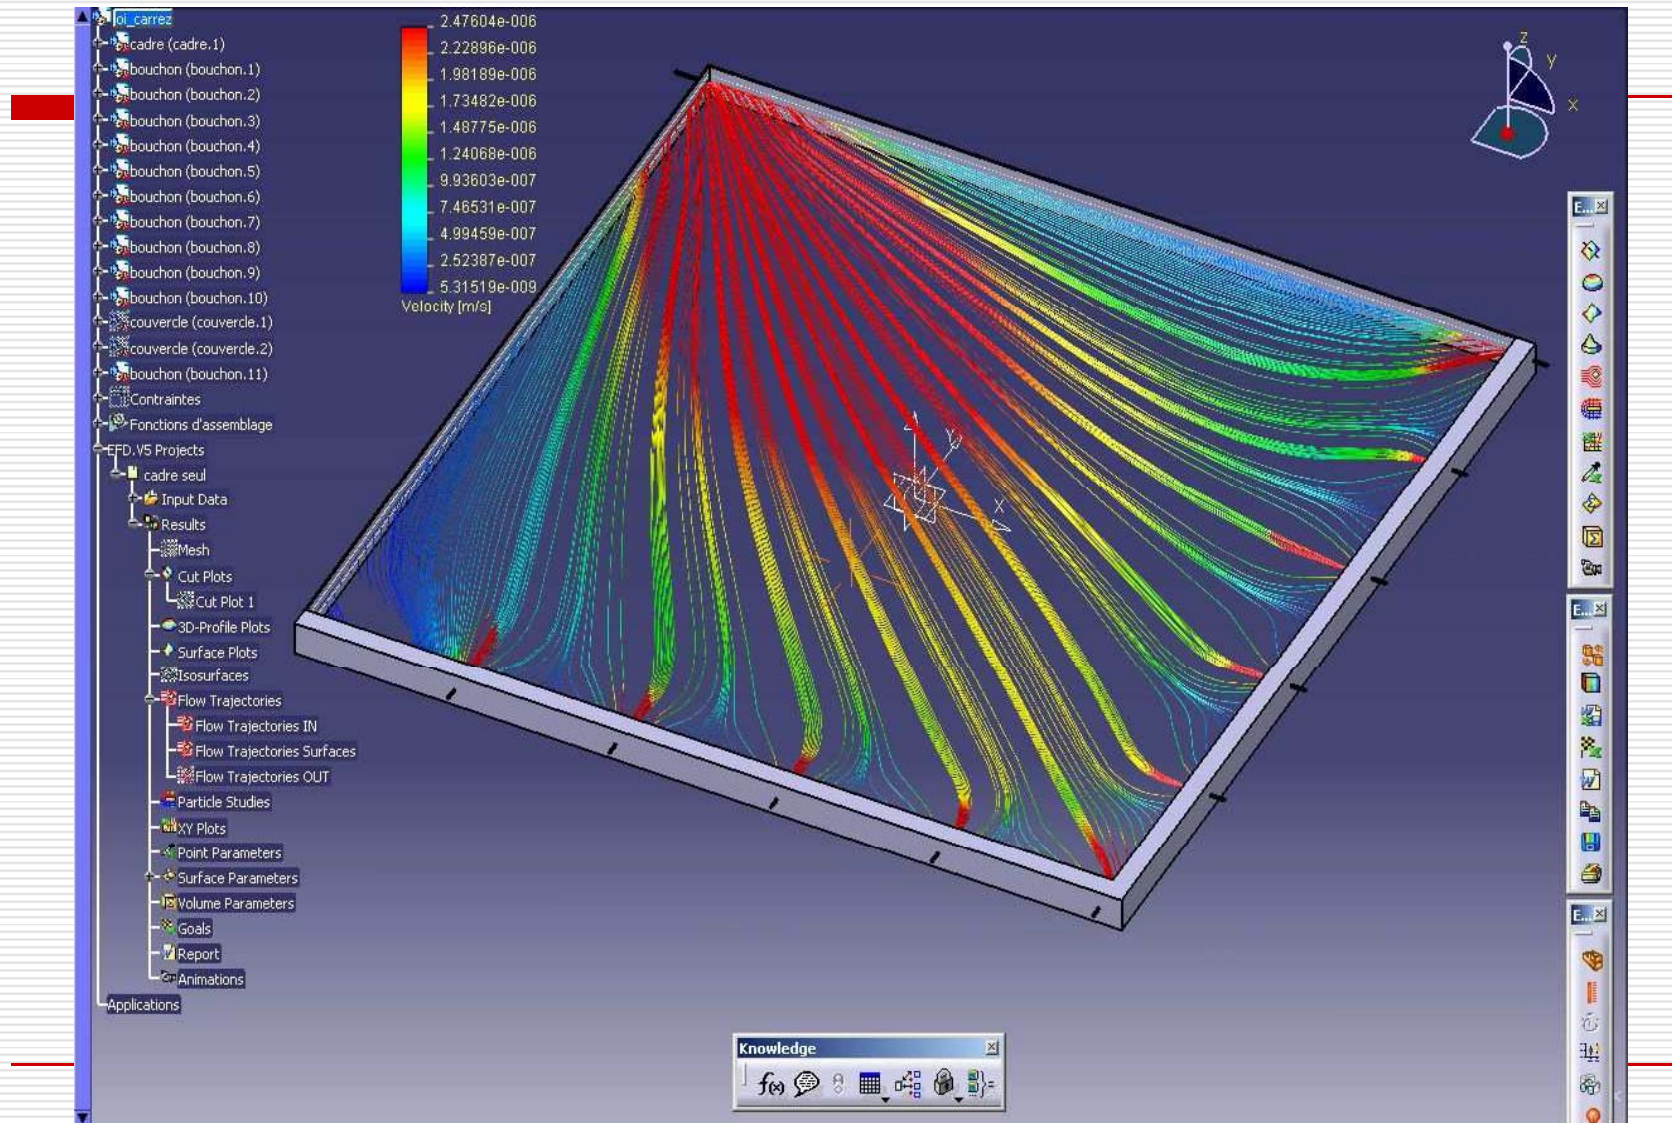 oi_carrez
cadre (cadre.1)
bouchon (bouchon.1)
bouchon (bouchon.2)
bouchon (bouchon.3)
bouchon (bouchon.4)
bouchon (bouchon.5)
bouchon (bouchon.6)
bouchon (bouchon.7)
bouchon (bouchon.8)
bouchon (bouchon.9)
bouchon (bouchon.10)
couvercle (couvercle.1)
couvercle (couvercle.2)
bouchon (bouchon.11)
Contraintes
Fonctions d'assemblage
EFD.V5 Projects
cadre seul
Input Data
Results
Mesh
Cut Plots
Cut Plot 1
3D-Profile Plots
Surface Plots
Isosurfaces
Flow Trajectories
Flow Trajectories IN
Flow Trajectories Surfaces
Flow Trajectories OUT
Particle Studies
XY Plots
Point Parameters
Surface Parameters
Volume Parameters
Goals
Report
Animations
Applications
2.47604e-006
2.22896e-006
1.98189e-006
1.73482e-006
1.48775e-006
1.24068e-006
9.93603e-007
7.46531e-007
4.99459e-007
2.52387e-007
5.31519e-009
Velocity [m/s]
Z
y
x
Y
X
E...
E...
E...
Knowledge
f(x)